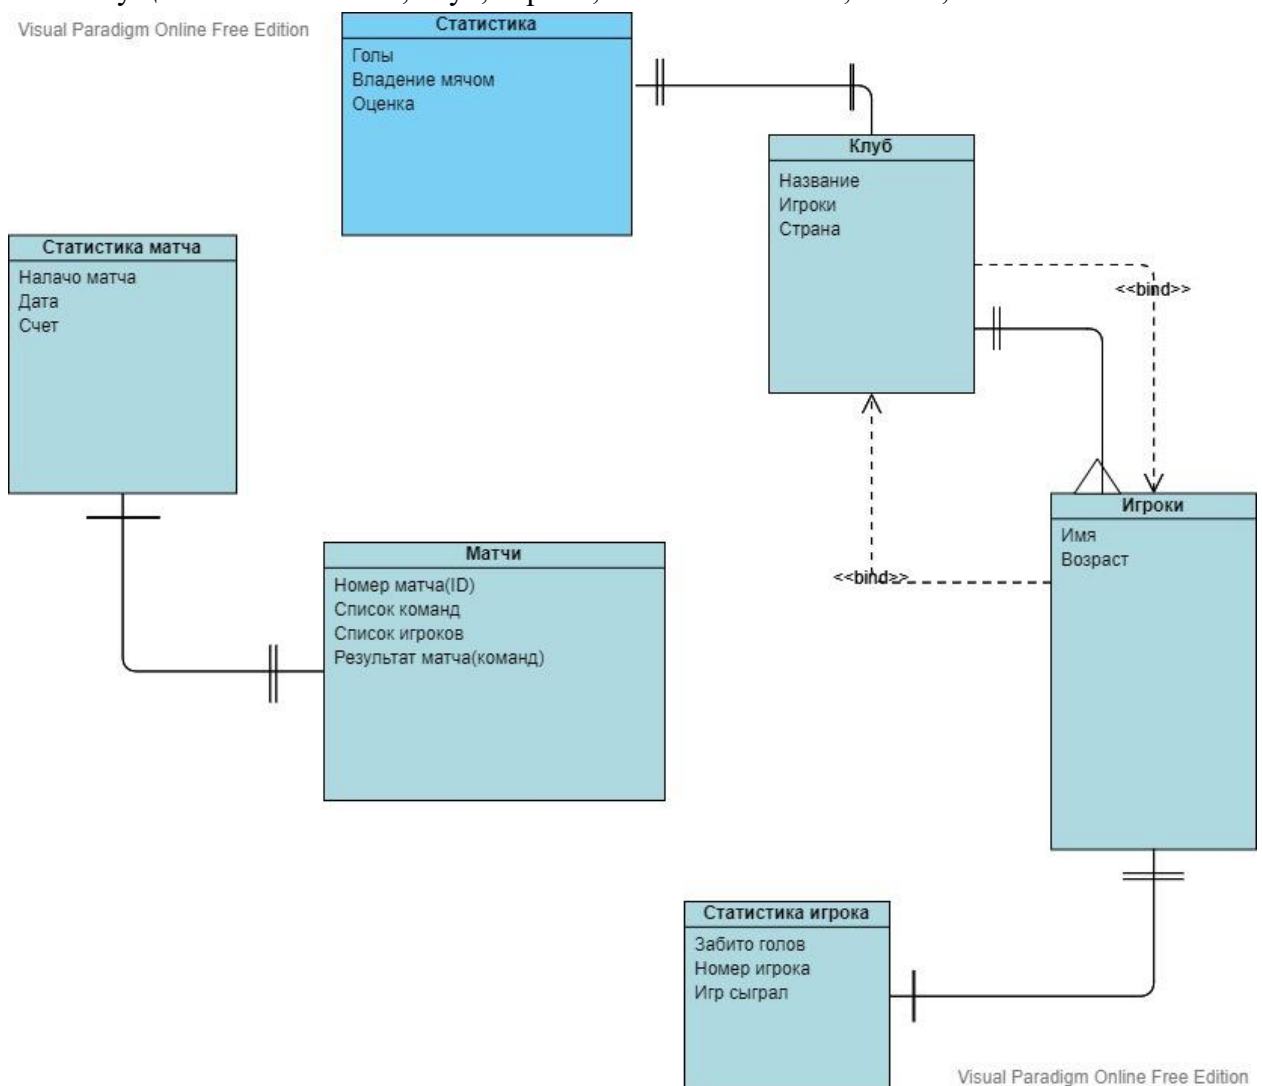 Visual Paradigm Online Free Edition
Статистика
Голы
Владение мячом
Оценка
Клуб
Название
Игроки
Страна
Статистика матча
Налачо матча
Дата
Счет
<<bind>>
Игроки
Имя
Возраст
Матчи
Номер матча(ID)
Список команд
Список игроков
Результат матча(команд)
<<bind>>
Статистика игрока
Забито голов
Номер игрока
Игр сыграл
Visual Paradigm Online Free Edition